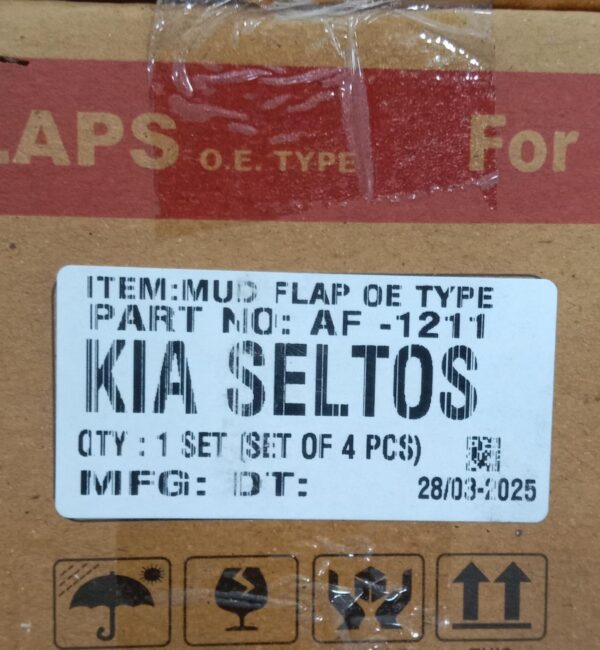 LAPS O.E. TYPE For
ITEM:MUD FLAP OE TYPE
PART NO: AF -1211
KIA SELTOS
QTY : 1 SET (SET OF 4 PCS)
MFG: DT: 28/03-2025